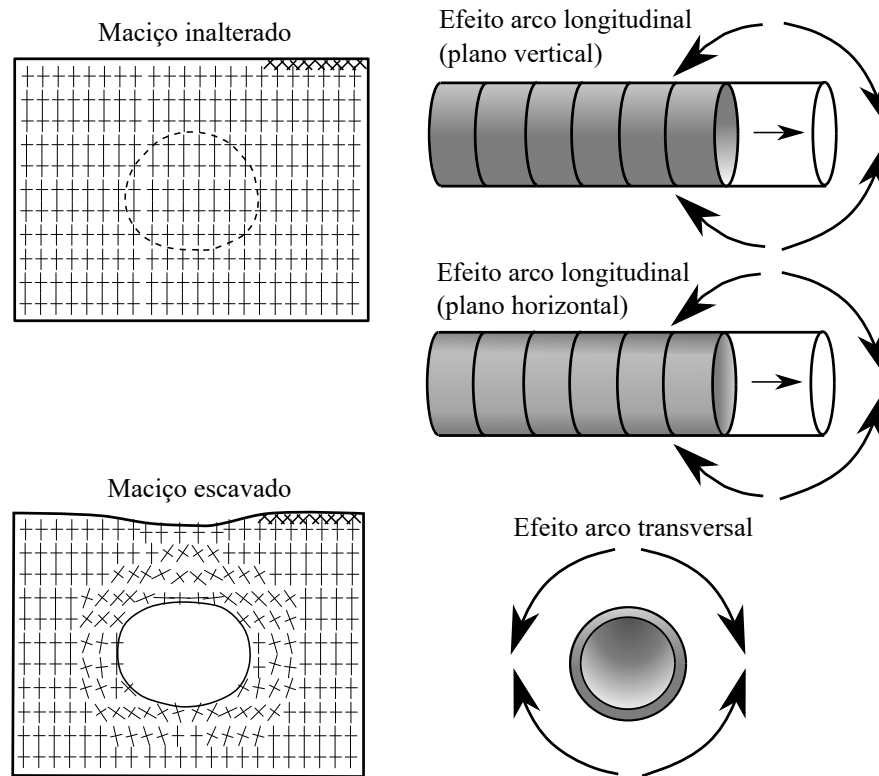 Maciço inalterado
Efeito arco longitudinal
(plano vertical)
Efeito arco longitudinal
(plano horizontal)
Maciço escavado
Efeito arco transversal